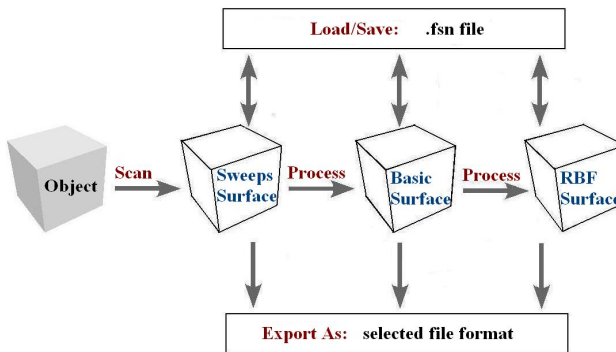 Load/Save: .fsn file
Object
Scan
Sweeps
Surface
Process
Basic
Surface
Process
RBF
Surface
Export As: selected file format